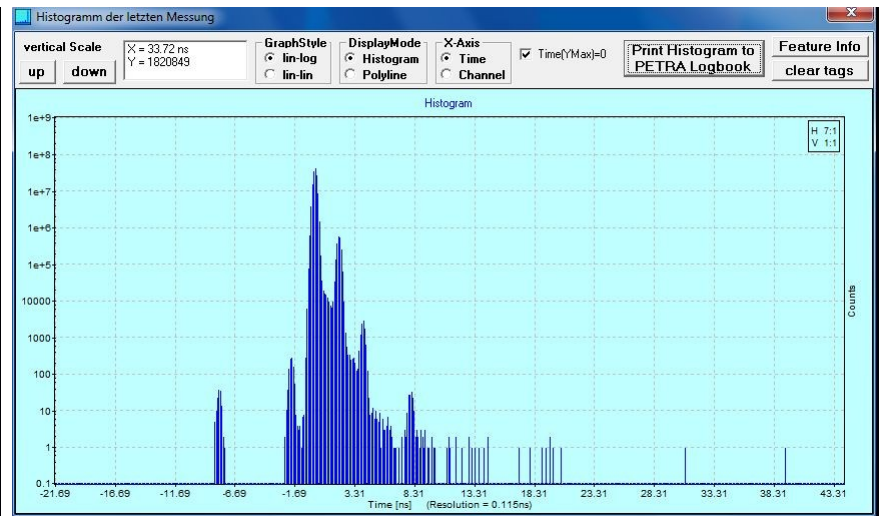 Histogramm der letzten Messung
vertical Scale
up down
X = 33.72 ns
Y = 1820849
GraphStyle
lin-log
lin-lin
DisplayMode
Histogram
Polyline
X-Axis
Time
Channel
Time(YMax)=0
Print Histogram to
PETRA Logbook
Feature Info
clear tags
Histogram
H 7:1
V 1:1
1e+9
1e+8
1e+7
1e+6
1e+5
10000
1000
100
10
1
0.1
Counts
-21.69 -16.69 -11.69 -6.69 -1.69 3.31 8.31 13.31 18.31 23.31 28.31 33.31 38.31 43.31
Time [ns] (Resolution = 0.115ns)